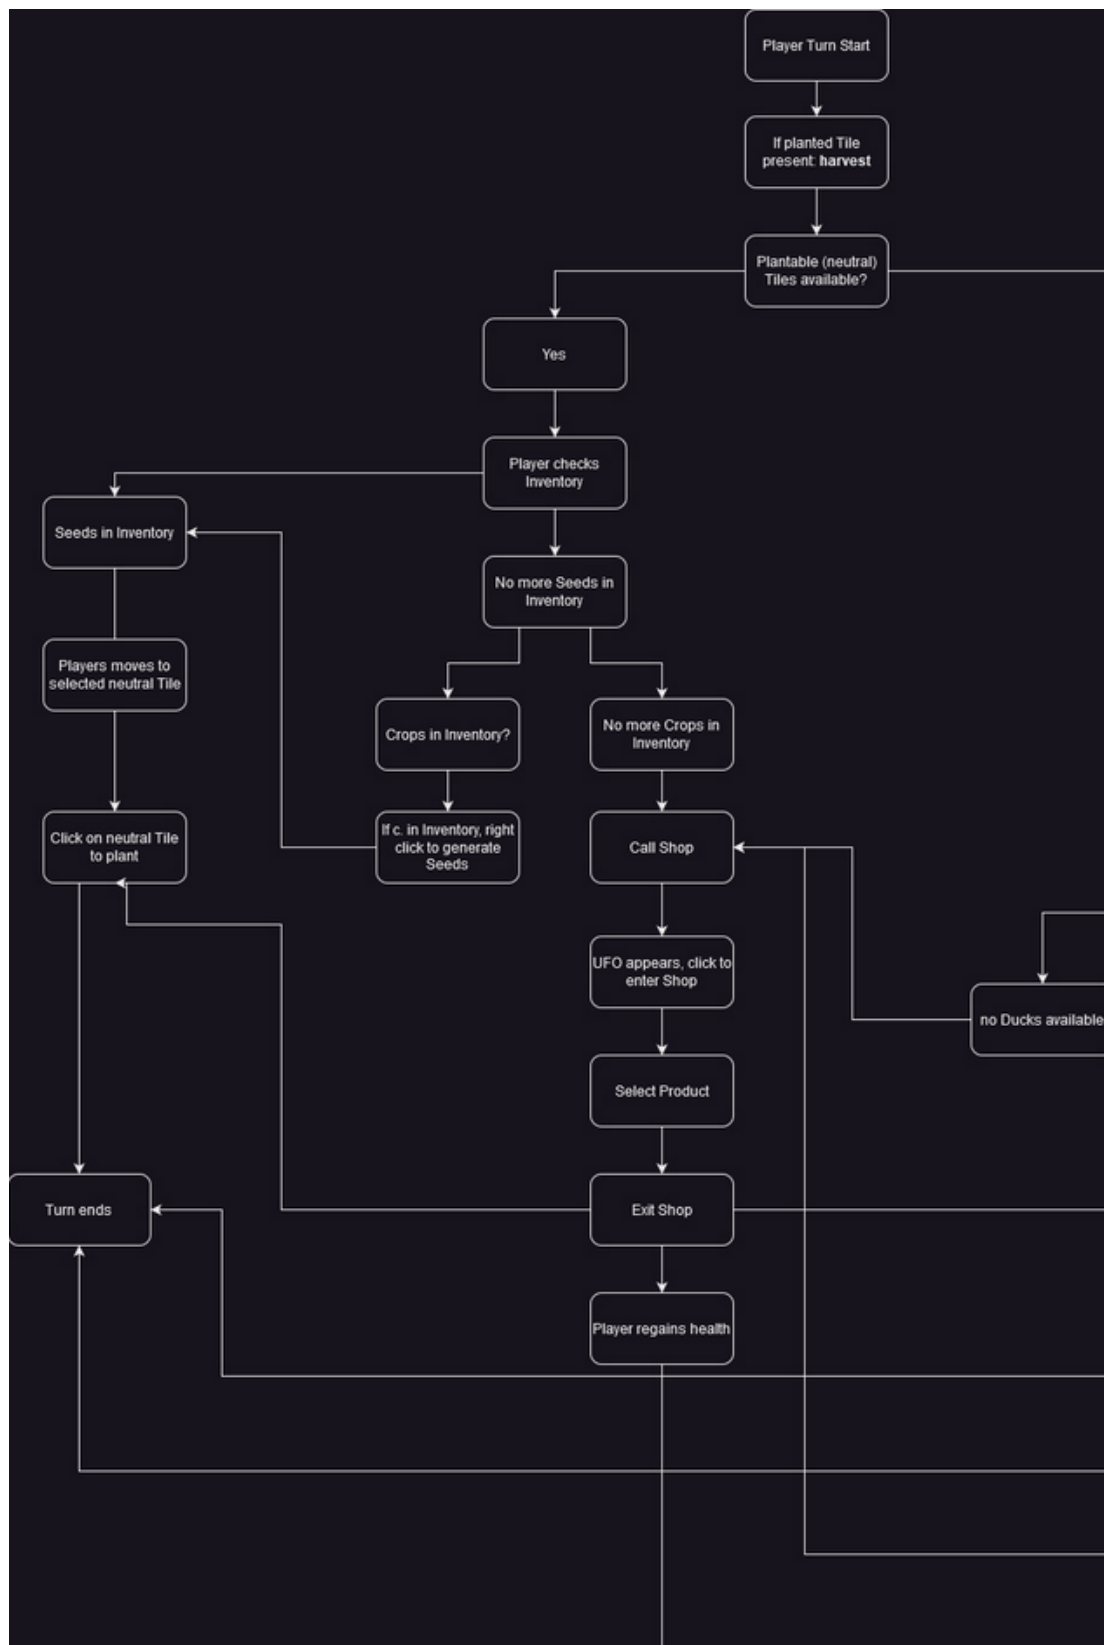 Player Turn Start
If planted Tile
present: harvest
Plantable (neutral)
Tiles available?
Yes
Player checks
Inventory
Seeds in Inventory
No more Seeds in
Inventory
Players moves to
selected neutral Tile
Crops in Inventory?
No more Crops in
Inventory
Click on neutral Tile
to plant
If c. in Inventory, right
click to generate
Seeds
Call Shop
UFO appears, click to
enter Shop
no Ducks available
Select Product
Turn ends
Exit Shop
Player regains health